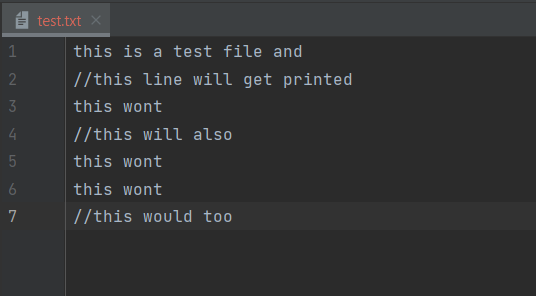 test.txt
1 this is a test file and
2 //this line will get printed
3 this wont
4 //this will also
5 this wont
6 this wont
7 //this would too